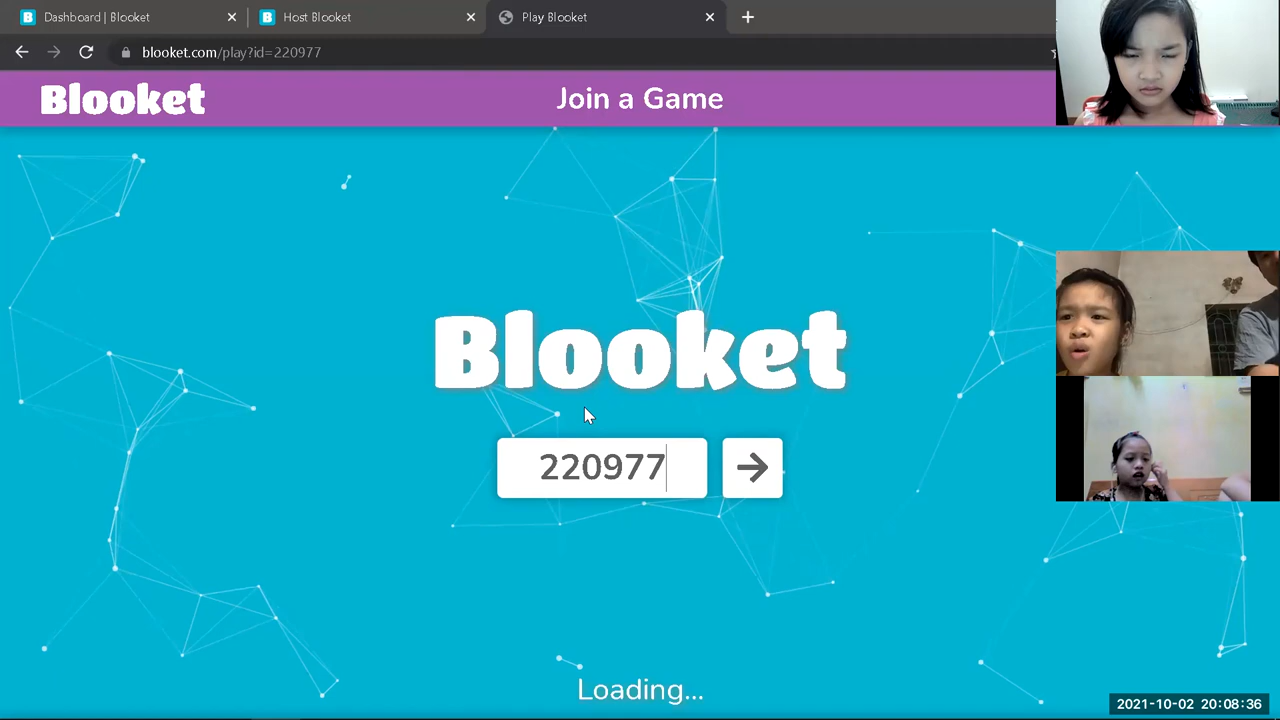 Dashboard | Blooket
Host Blooket
Play Blooket
blooket.com/play?id=220977
Blooket
Join a Game
Blooket
220977
Loading...
2021-10-02 20:08:36